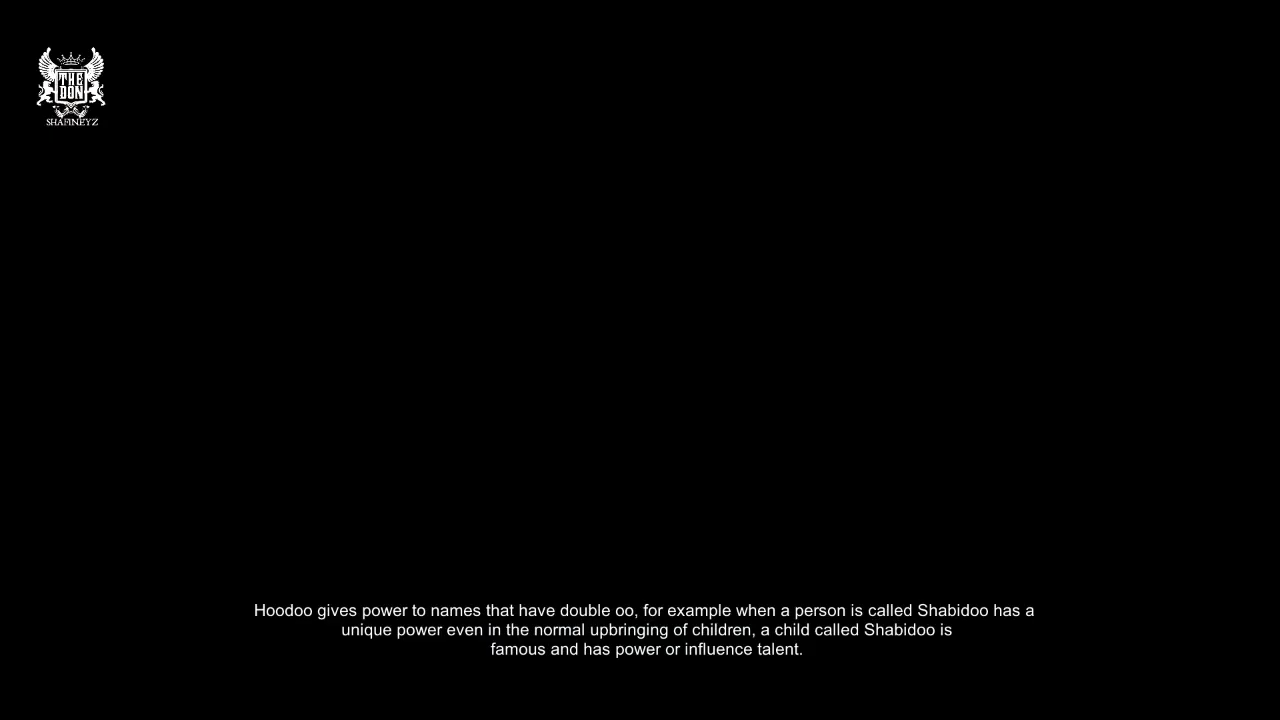 THE
DON
SHAFINEYZ
Hoodoo gives power to names that have double oo, for example when a person is called Shabidoo has a
unique power even in the normal upbringing of children, a child called Shabidoo is
famous and has power or influence talent.